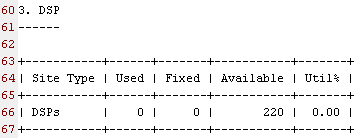 60 3. DSP
61 ------
62
63 +-----------+------+-------+-----------+-------+
64 | Site Type | Used | Fixed | Available | Util% |
65 +-----------+------+-------+-----------+-------+
66 | DSPs      |    0 |     0 |       220 |  0.00 |
67 +-----------+------+-------+-----------+-------+